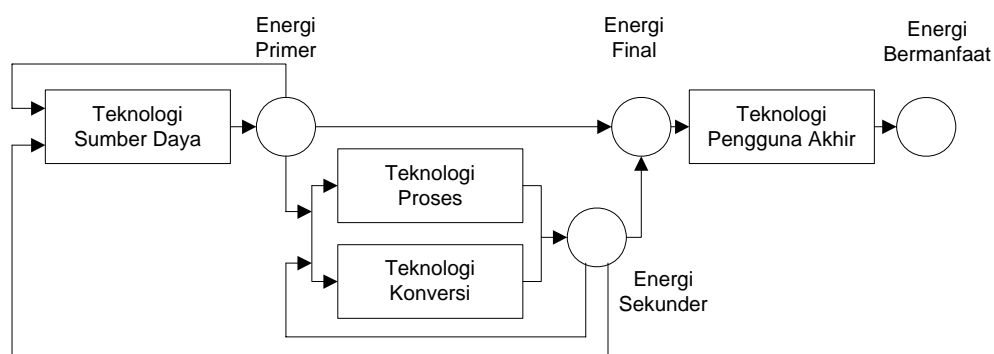 Energi
Primer
Energi
Final
Energi
Bermanfaat
Teknologi
Sumber Daya
Teknologi
Pengguna Akhir
Teknologi
Proses
Teknologi
Konversi
Energi
Sekunder